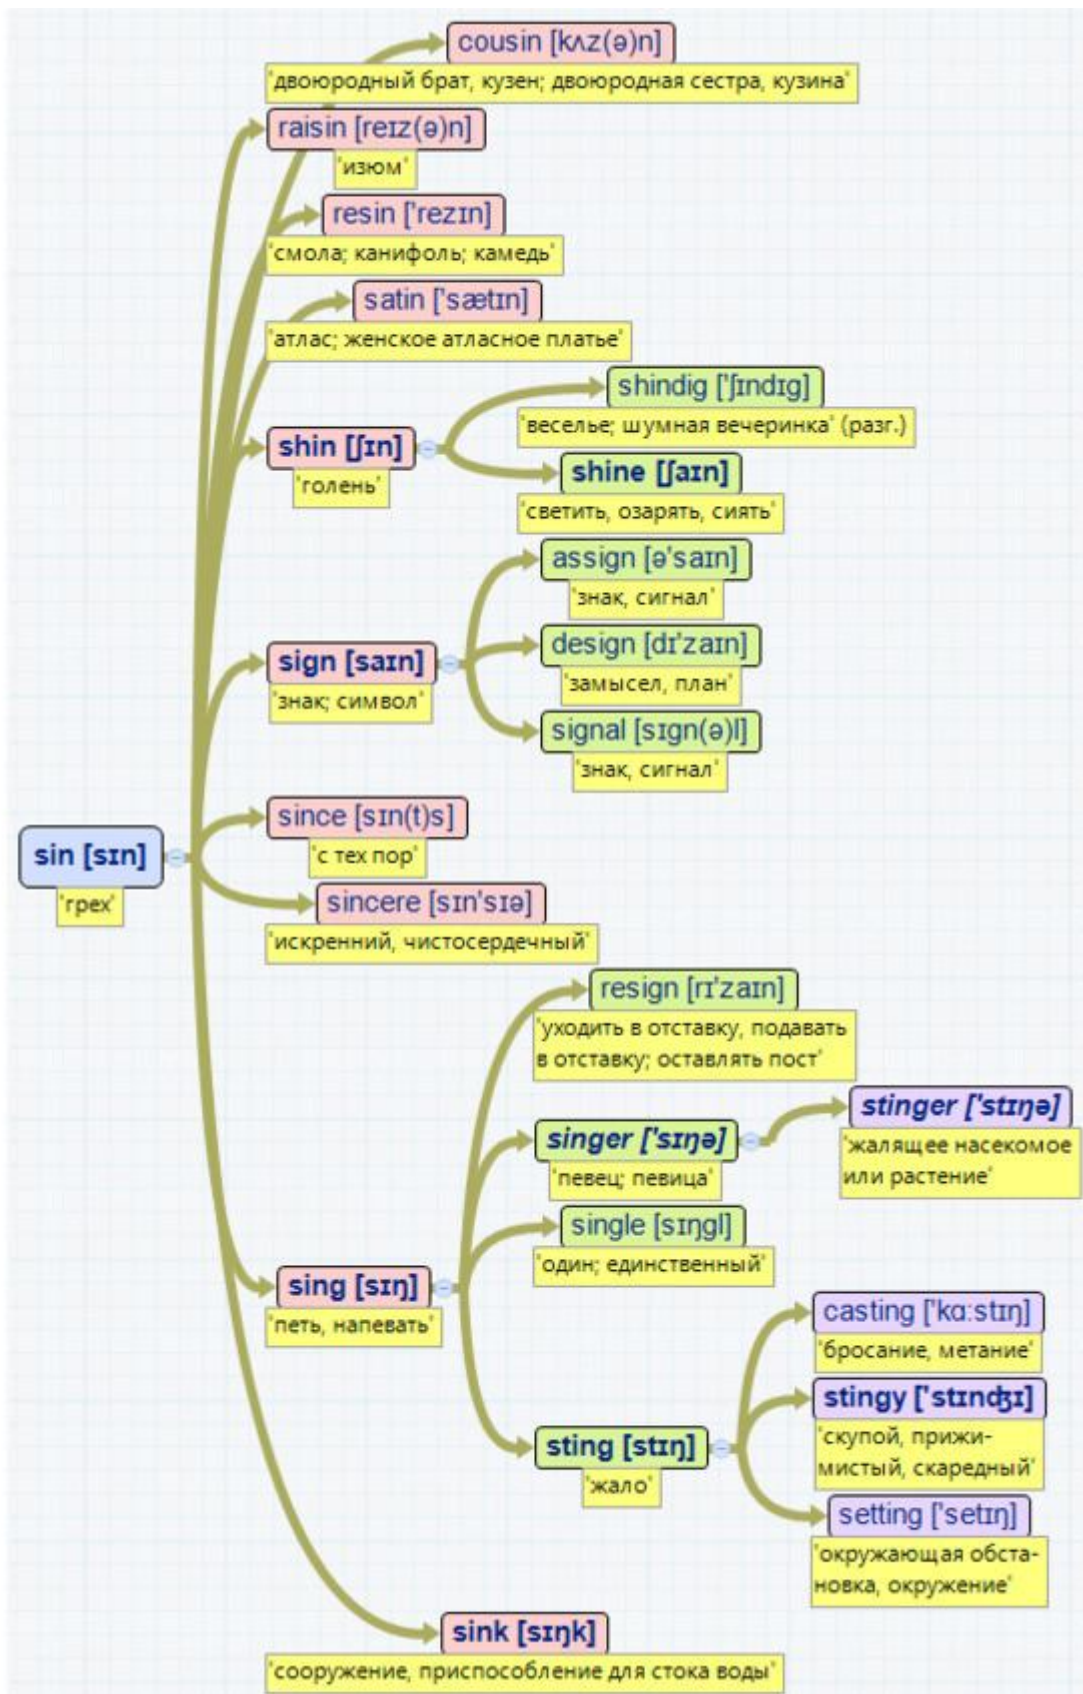 cousin [kʌz(ə)n]
'двоюродный брат, кузен; двоюродная сестра, кузина'
raisin [reɪz(ə)n]
'изюм'
resin ['rezɪn]
'смола; канифоль; камедь'
satin ['sætɪn]
'атлас; женское атласное платье'
shindig ['ʃɪndɪg]
'веселье; шумная вечеринка' (разг.)
shin [ʃɪn]
'голень'
shine [ʃaɪn]
'светить, озарять, сиять'
assign [ə'saɪn]
'знак, сигнал'
design [dɪ'zaɪn]
'замысел, план'
sign [saɪn]
'знак; символ'
signal [sɪgn(ə)l]
'знак, сигнал'
since [sɪn(t)s]
'с тех пор'
sin [sɪn]
'грех'
sincere [sɪn'sɪə]
'искренний, чистосердечный'
resign [rɪ'zaɪn]
'уходить в отставку, подавать
в отставку; оставлять пост'
stinger ['stɪŋə]
'жалящее насекомое
или растение'
singer ['sɪŋə]
'певец; певица'
single [sɪŋgl]
'один; единственный'
sing [sɪŋ]
'петь, напевать'
casting ['kɑ:stɪŋ]
'бросание, метание'
stingy ['stɪnʤɪ]
'скупой, прижи-
мистый, скаредный'
sting [stɪŋ]
'жало'
setting ['setɪŋ]
'окружающая обста-
новка, окружение'
sink [sɪŋk]
'сооружение, приспособление для стока воды'